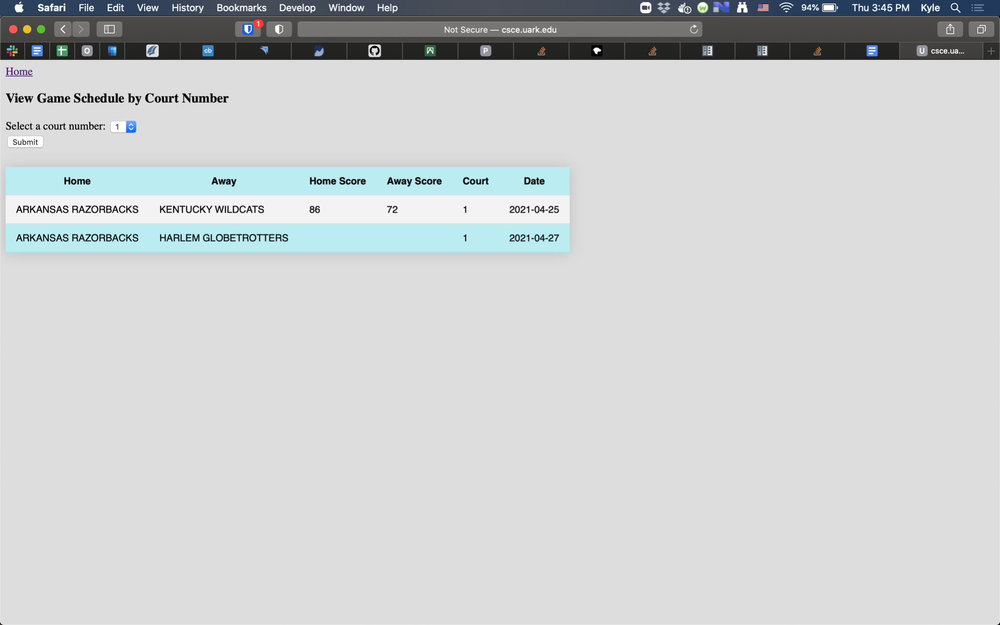 Safari File Edit View History Bookmarks Develop Window Help 94% Thu 3:45 PM Kyle
1 Not Secure — csce.uark.edu
O cb P U csce.ua...
Home
View Game Schedule by Court Number
Select a court number: 1
Submit
Home Away Home Score Away Score Court Date
ARKANSAS RAZORBACKS KENTUCKY WILDCATS 86 72 1 2021-04-25
ARKANSAS RAZORBACKS HARLEM GLOBETROTTERS 1 2021-04-27